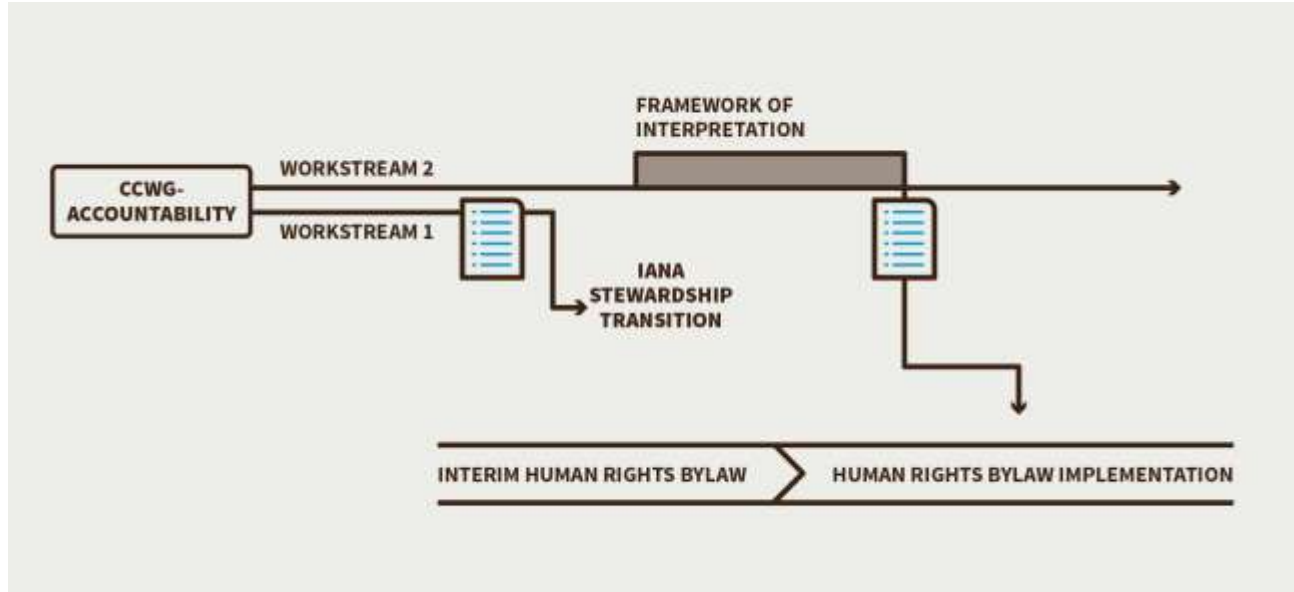 FRAMEWORK OF
INTERPRETATION
WORKSTREAM 2
CCWG-
ACCOUNTABILITY
WORKSTREAM 1
IANA
STEWARDSHIP
TRANSITION
INTERIM HUMAN RIGHTS BYLAW
HUMAN RIGHTS BYLAW IMPLEMENTATION